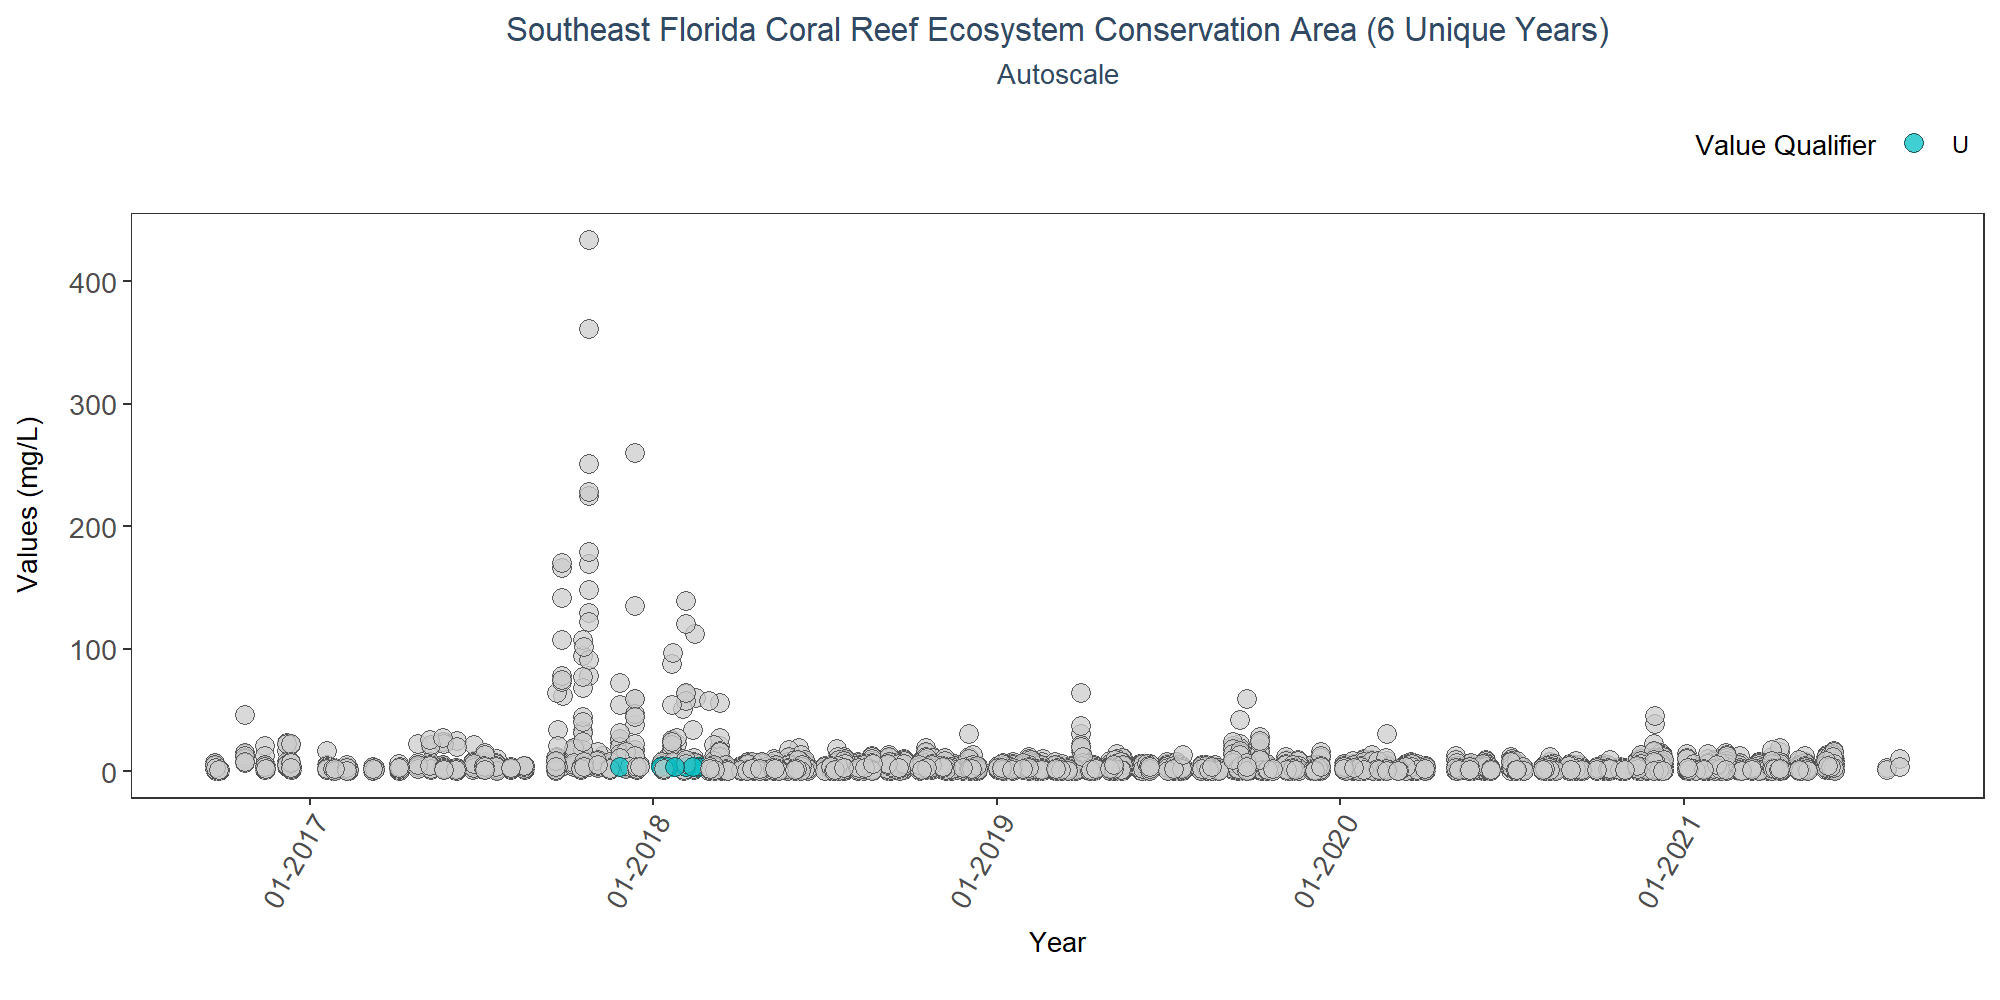 Southeast Florida Coral Reef Ecosystem Conservation Area (6 Unique Years)
Autoscale
Value Qualifier U
Values (mg/L)
400
300
200
100
0
01-2017
01-2018
01-2019
01-2020
01-2021
Year